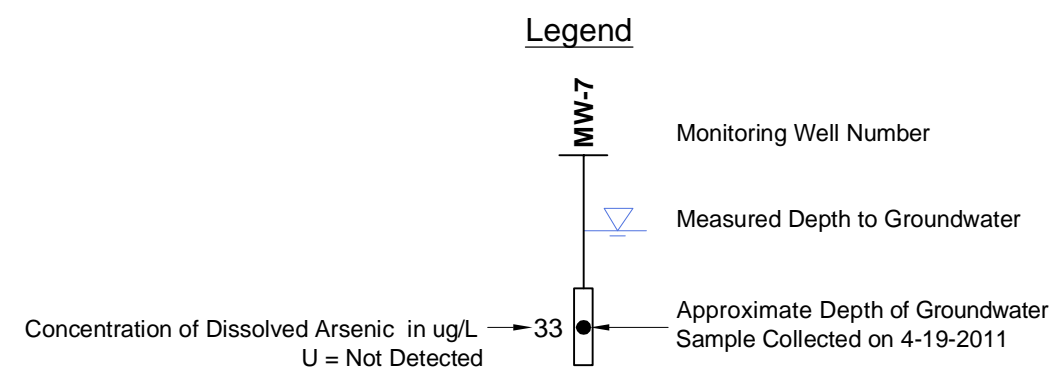 Legend
MW-7
Monitoring Well Number
Measured Depth to Groundwater
Concentration of Dissolved Arsenic in ug/L
U = Not Detected
33
Approximate Depth of Groundwater
Sample Collected on 4-19-2011